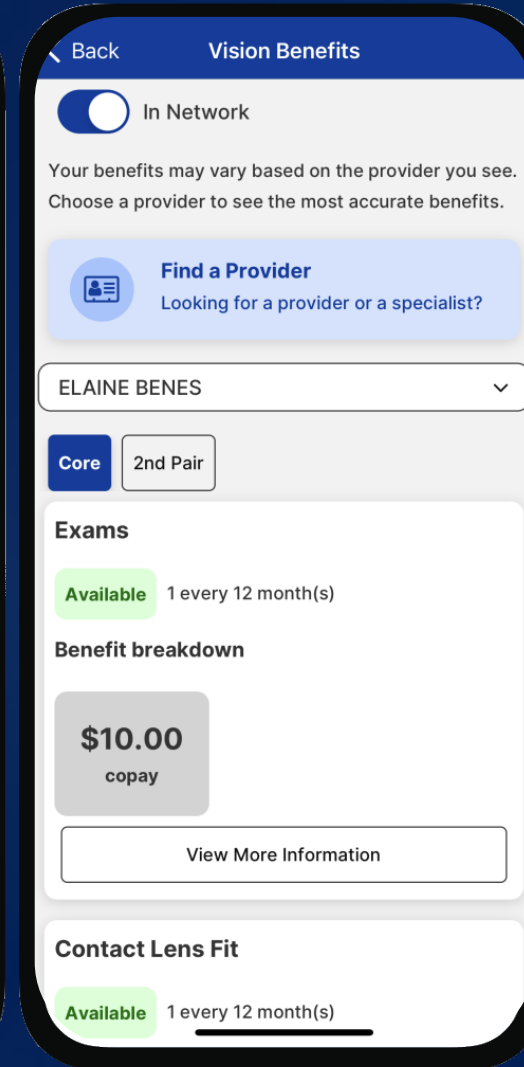 Back
Vision Benefits
In Network
Your benefits may vary based on the provider you see.
Choose a provider to see the most accurate benefits.
Find a Provider
Looking for a provider or a specialist?
ELAINE BENES
Core
2nd Pair
Exams
Available 1 every 12 month(s)
Benefit breakdown
$10.00
copay
View More Information
Contact Lens Fit
Available 1 every 12 month(s)